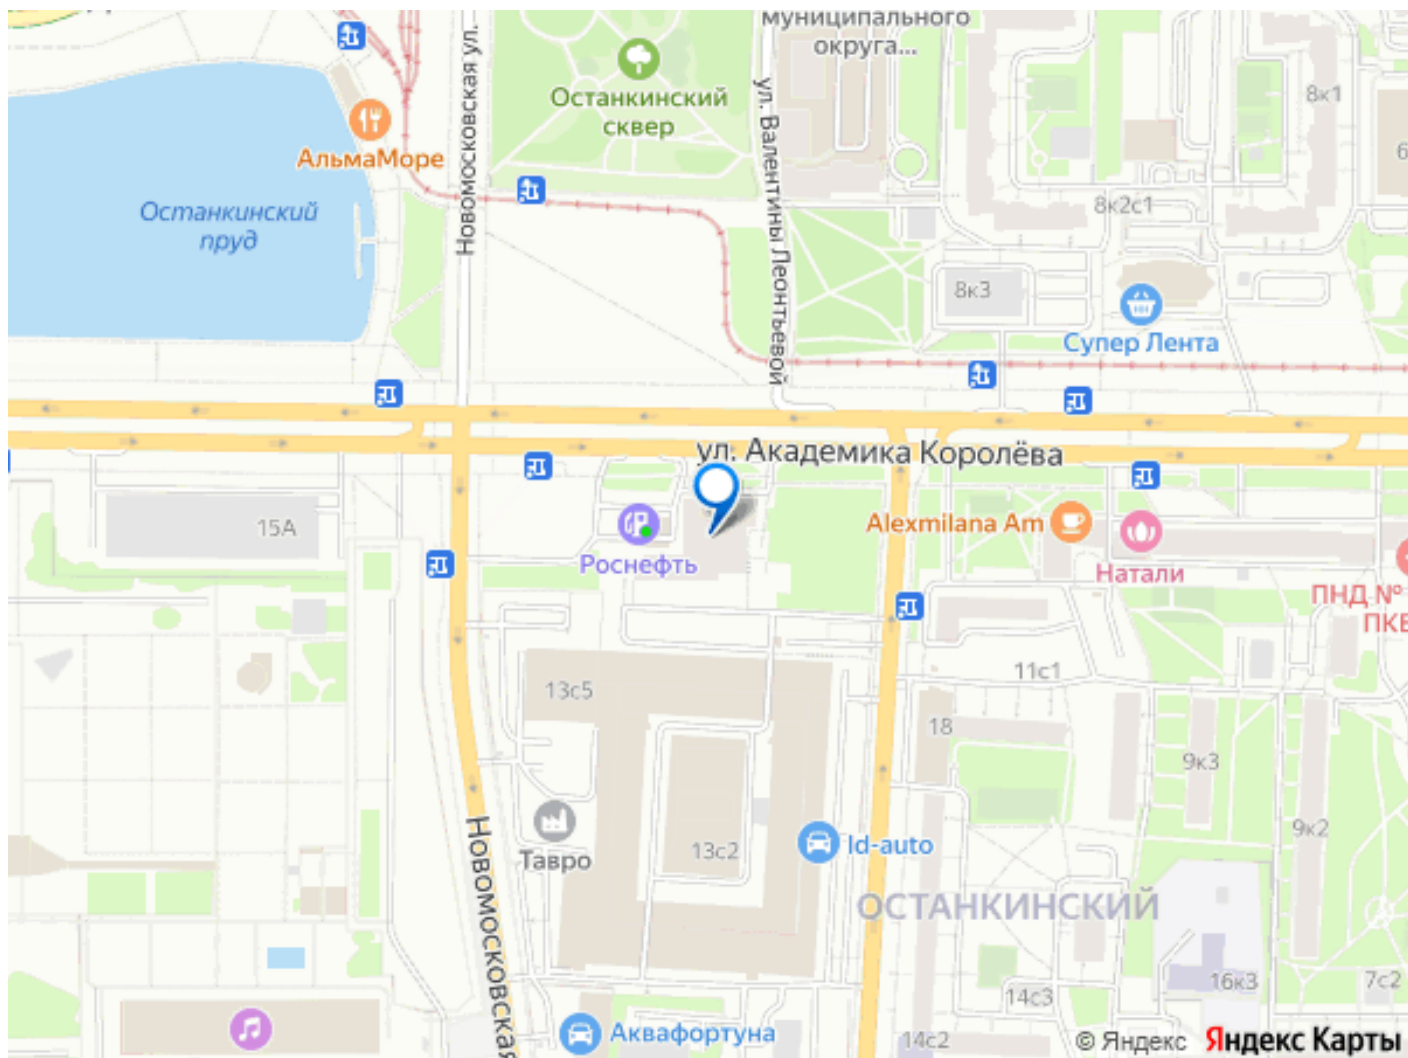 муниципального
округа...
Новомосковская ул.
Останкинский
сквер
ул. Валентины Леонтьевой
8к1
АльмаМоре
Останкинский
пруд
8к2с1
8к3
Супер Лента
ул. Академика Королёва
15А
Роснефть
Alexmilana Am
Натали
ПНД №
ПКБ
11с1
13с5
18
9к3
9к2
Тавро
13с2
Id-auto
Новомосковская
ОСТАНКИНСКИЙ
16к3
7с2
14с3
14с2
Аквафортуна
© Яндекс
Яндекс Карты